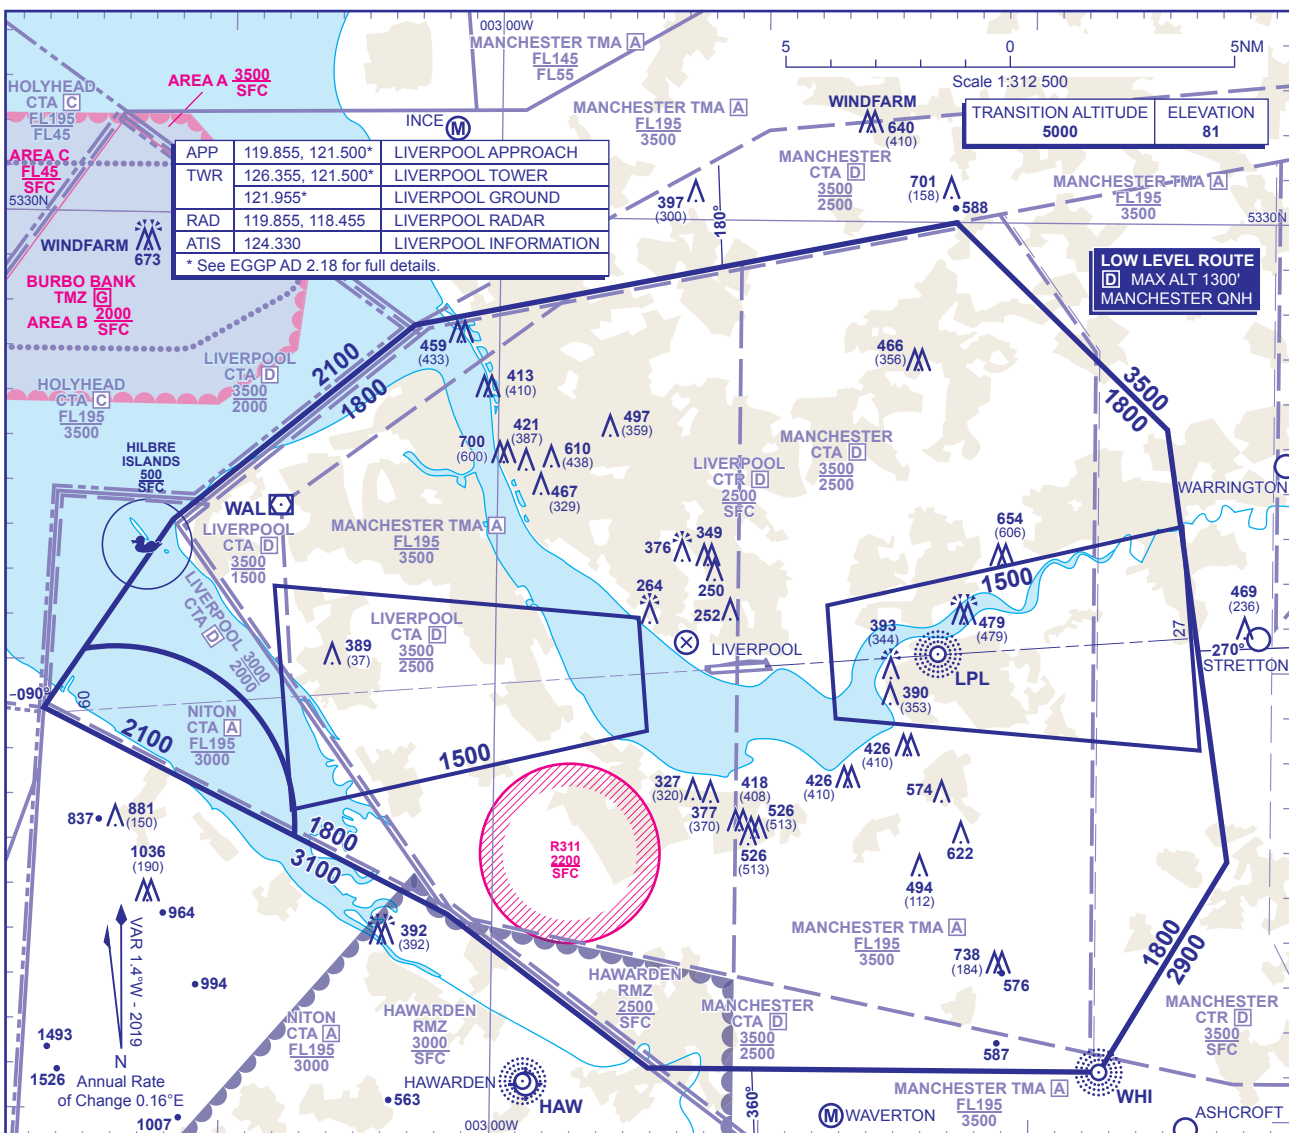 003 00W
MANCHESTER TMA A
FL145
FL55
5 0 5NM
Scale 1:312 500
TRANSITION ALTITUDE
5000
ELEVATION
81
HOLYHEAD
CTA C
FL195
FL45
AREA A 3500
SFC
AREA C
FL45
SFC
5330N
INCE M
MANCHESTER TMA A
FL195
3500
WINDFARM
640
(410)
MANCHESTER
CTA D
3500
2500
701
(158)
588
MANCHESTER TMA A
FL195
3500
5330N
APP 119.855, 121.500* LIVERPOOL APPROACH
TWR 126.355, 121.500* LIVERPOOL TOWER
121.955* LIVERPOOL GROUND
RAD 119.855, 118.455 LIVERPOOL RADAR
ATIS 124.330 LIVERPOOL INFORMATION
* See EGGP AD 2.18 for full details.
397
(300)
180°
WINDFARM
673
LOW LEVEL ROUTE
D MAX ALT 1300'
MANCHESTER QNH
BURBO BANK
TMZ G
AREA B 2000
SFC
LIVERPOOL
CTA D
3500
2000
HOLYHEAD
CTA C
FL195
3500
2100
1800
459
(433)
413
(410)
466
(356)
3500
1800
421
(387)
497
(359)
700
(600)
610
(438)
467
(329)
HILBRE
ISLANDS
500
SFC
MANCHESTER
CTA D
3500
2500
LIVERPOOL
CTR D
2500
SFC
WARRINGTON
WAL
LIVERPOOL
CTA D
3500
1500
MANCHESTER TMA A
FL195
3500
376
349
250
654
(606)
1500
LIVERPOOL
CTA D
3000
2000
264
252
469
(236)
LIVERPOOL
CTA D
3500
2500
389
(37)
393
(344)
479
(479)
27
270°
STRETTON
LIVERPOOL
LPL
390
(353)
090°
09
NITON
CTA A
FL195
3000
2100
1500
426
(410)
327
(320)
377
(370)
418
(408)
526
(513)
526
(513)
426
(410)
574
622
494
(112)
837
881
(150)
1036
(190)
964
1800
3100
R311
2200
SFC
392
(392)
MANCHESTER TMA A
FL195
3500
1800
2900
738
(184)
576
VAR 1.4°W - 2019
994
HAWARDEN
RMZ
2500
SFC
NITON
CTA A
FL195
3000
HAWARDEN
RMZ
3000
SFC
MANCHESTER
CTA D
3500
2500
MANCHESTER
CTR D
3500
SFC
1493
1526
N
Annual Rate
of Change 0.16°E
587
HAWARDEN
HAW
563
360°
WHI
MANCHESTER TMA A
FL195
3500
M WAVERTON
ASHCROFT
1007
003 00W